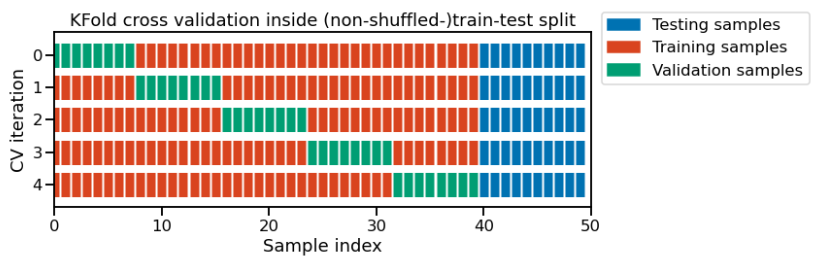 KFold cross validation inside (non-shuffled-)train-test split
Testing samples
Training samples
Validation samples
CV iteration
0
1
2
3
4
0 10 20 30 40 50
Sample index